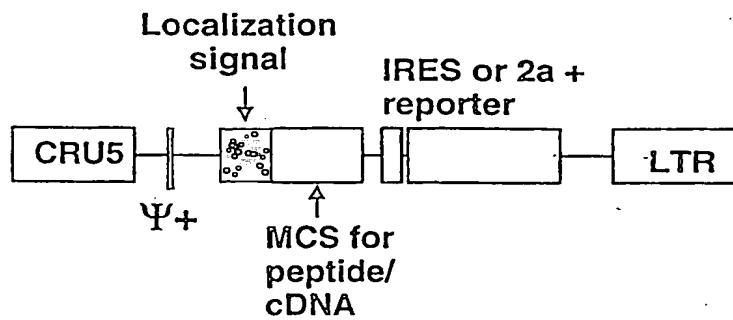 Localization
signal
IRES or 2a +
reporter
CRU5
LTR
Ψ+
MCS for
peptide/
cDNA